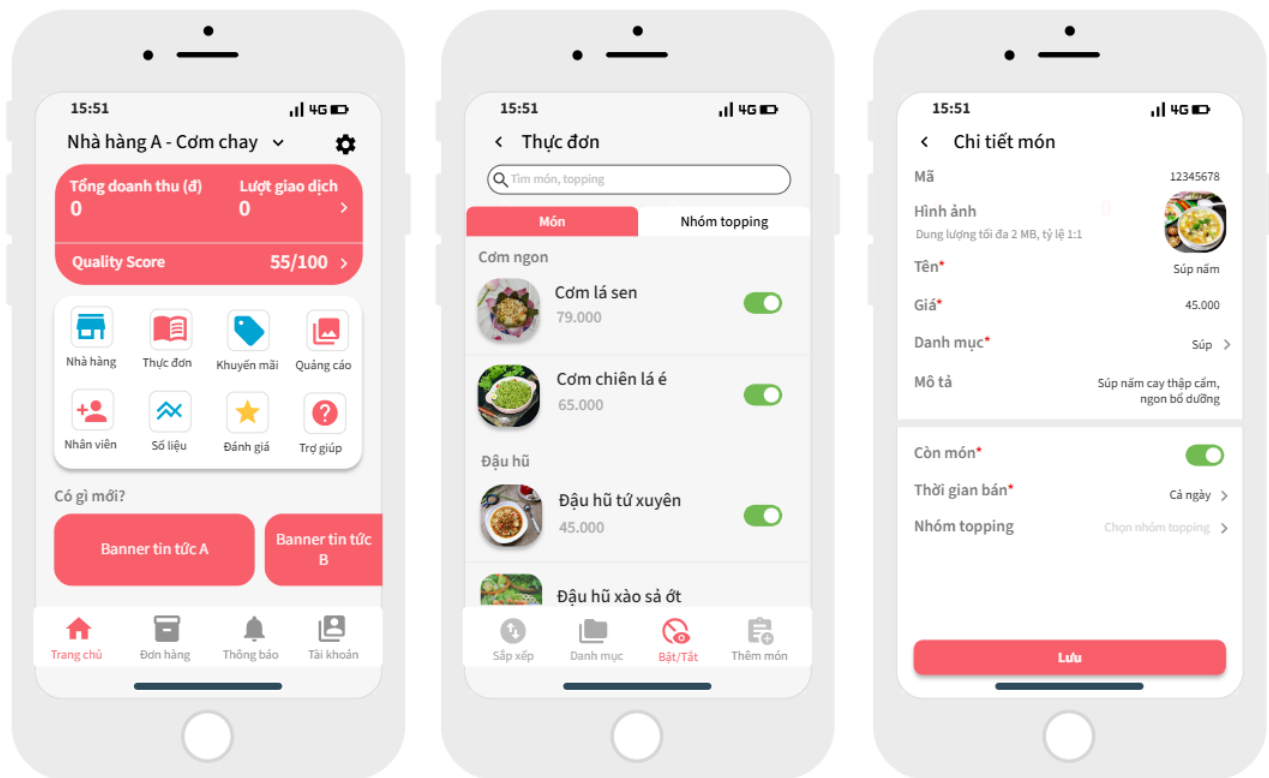 15:51
4G
Nhà hàng A - Cơm chay
Tổng doanh thu (đ) Lượt giao dịch
0 0
Quality Score 55/100
Nhà hàng Thực đơn Khuyến mãi Quảng cáo
Nhân viên Số liệu Đánh giá Trợ giúp
Có gì mới?
Banner tin tức A
Banner tin tức
B
Trang chủ Đơn hàng Thông báo Tài khoản
15:51
4G
Thực đơn
Tìm món, topping
Món Nhóm topping
Cơm ngon
Cơm lá sen
79.000
Cơm chiên lá é
65.000
Đậu hũ
Đậu hũ tứ xuyên
45.000
Đậu hũ xào sả ớt
Sắp xếp Danh mục Bật/Tắt Thêm món
15:51
4G
Chi tiết món
Mã 12345678
Hình ảnh
Dung lượng tối đa 2 MB, tỷ lệ 1:1
Tên* Súp nấm
Giá* 45.000
Danh mục* Súp
Mô tả Súp nấm cay thập cẩm,
ngon bổ dưỡng
Còn món*
Thời gian bán* Cả ngày
Nhóm topping Chọn nhóm topping
Lưu